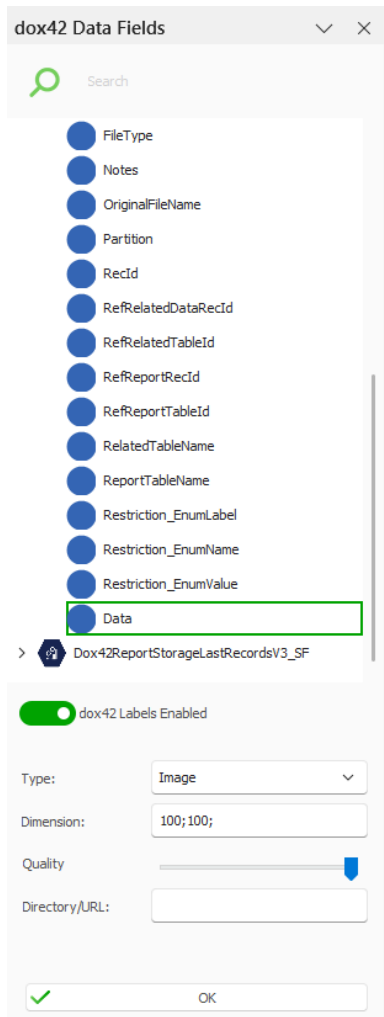 dox42 Data Fields
Search
FileType
Notes
OriginalFileName
Partition
RecId
RefRelatedDataRecId
RefRelatedTableId
RefReportRecId
RefReportTableId
RelatedTableName
ReportTableName
Restriction_EnumLabel
Restriction_EnumName
Restriction_EnumValue
Data
Dox42ReportStorageLastRecordsV3_SF
dox42 Labels Enabled
Type: Image
Dimension: 100;100;
Quality
Directory/URL:
OK